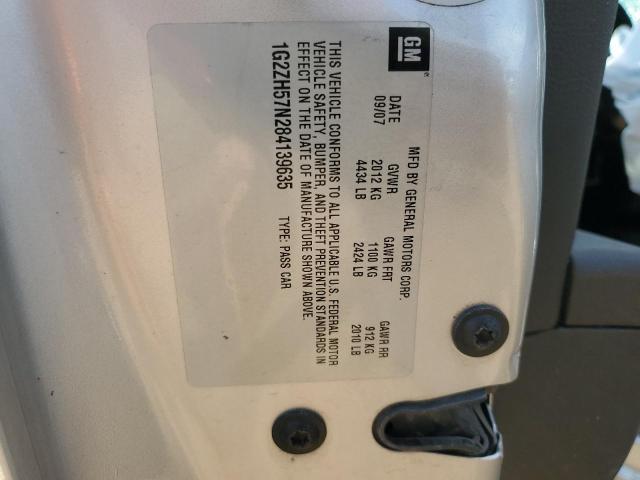 GM
MFD BY GENERAL MOTORS CORP.
DATE GVWR GAWR FRT GAWR RR
09/07 2012 KG 1100 KG 912 KG
4434 LB 2424 LB 2010 LB
THIS VEHICLE CONFORMS TO ALL APPLICABLE U.S. FEDERAL MOTOR
VEHICLE SAFETY, BUMPER, AND THEFT PREVENTION STANDARDS IN
EFFECT ON THE DATE OF MANUFACTURE SHOWN ABOVE.
1G2ZH57N284139635 TYPE: PASS CAR